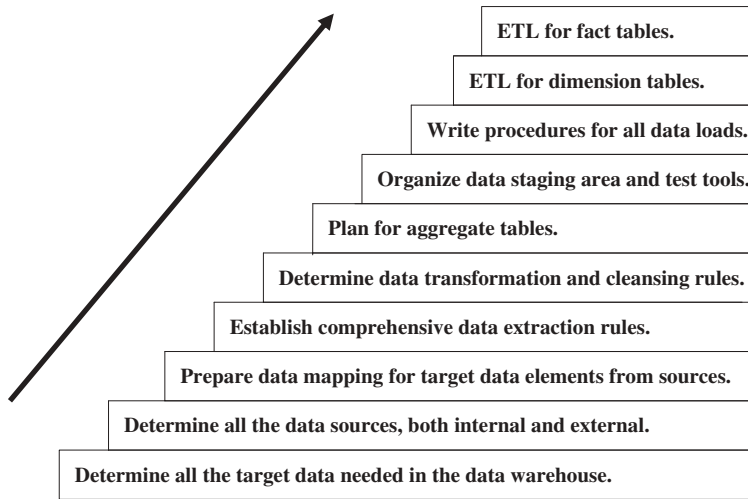 ETL for fact tables.
ETL for dimension tables.
Write procedures for all data loads.
Organize data staging area and test tools.
Plan for aggregate tables.
Determine data transformation and cleansing rules.
Establish comprehensive data extraction rules.
Prepare data mapping for target data elements from sources.
Determine all the data sources, both internal and external.
Determine all the target data needed in the data warehouse.